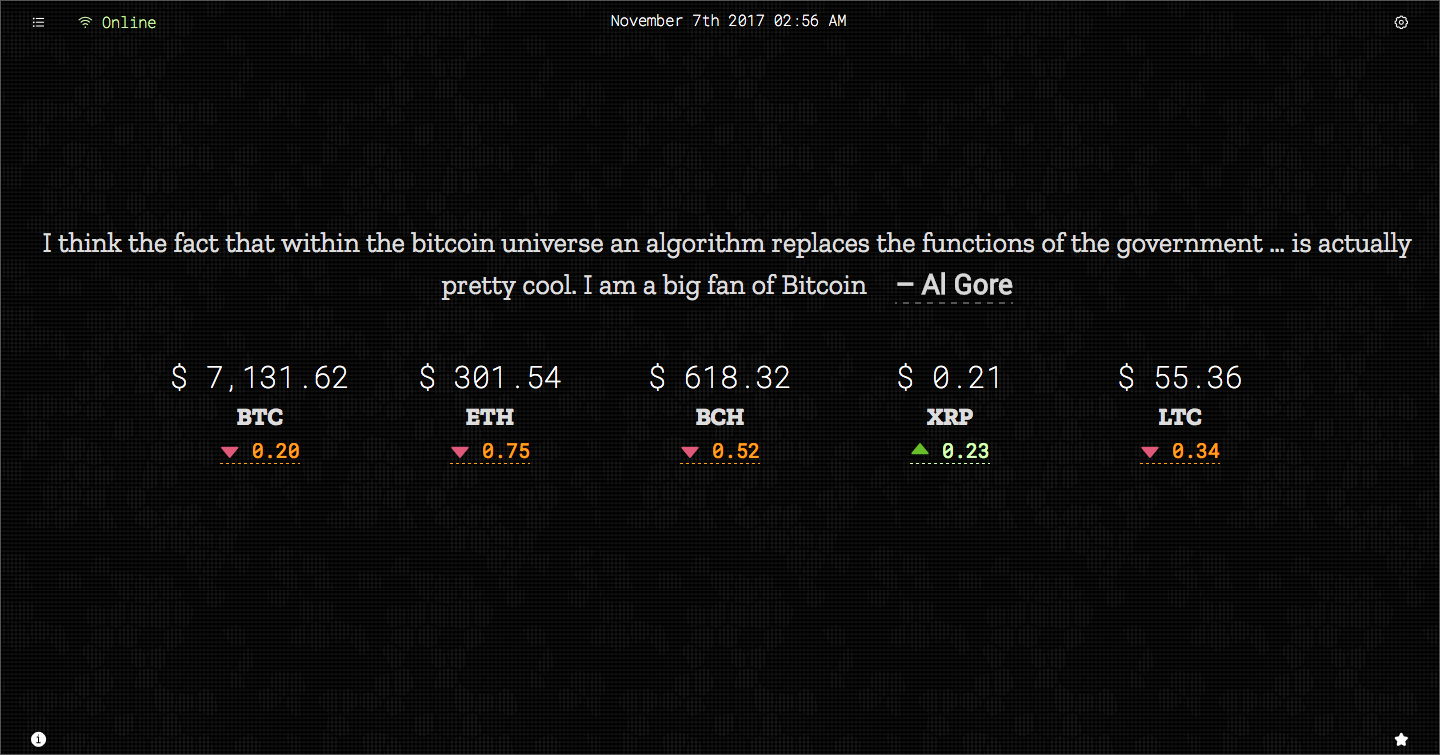 Online
November 7th 2017 02:56 AM
I think the fact that within the bitcoin universe an algorithm replaces the functions of the government ... is actually
pretty cool. I am a big fan of Bitcoin – Al Gore
$ 7,131.62 $ 301.54 $ 618.32 $ 0.21 $ 55.36
BTC ETH BCH XRP LTC
▼ 0.20 ▼ 0.75 ▼ 0.52 ▲ 0.23 ▼ 0.34